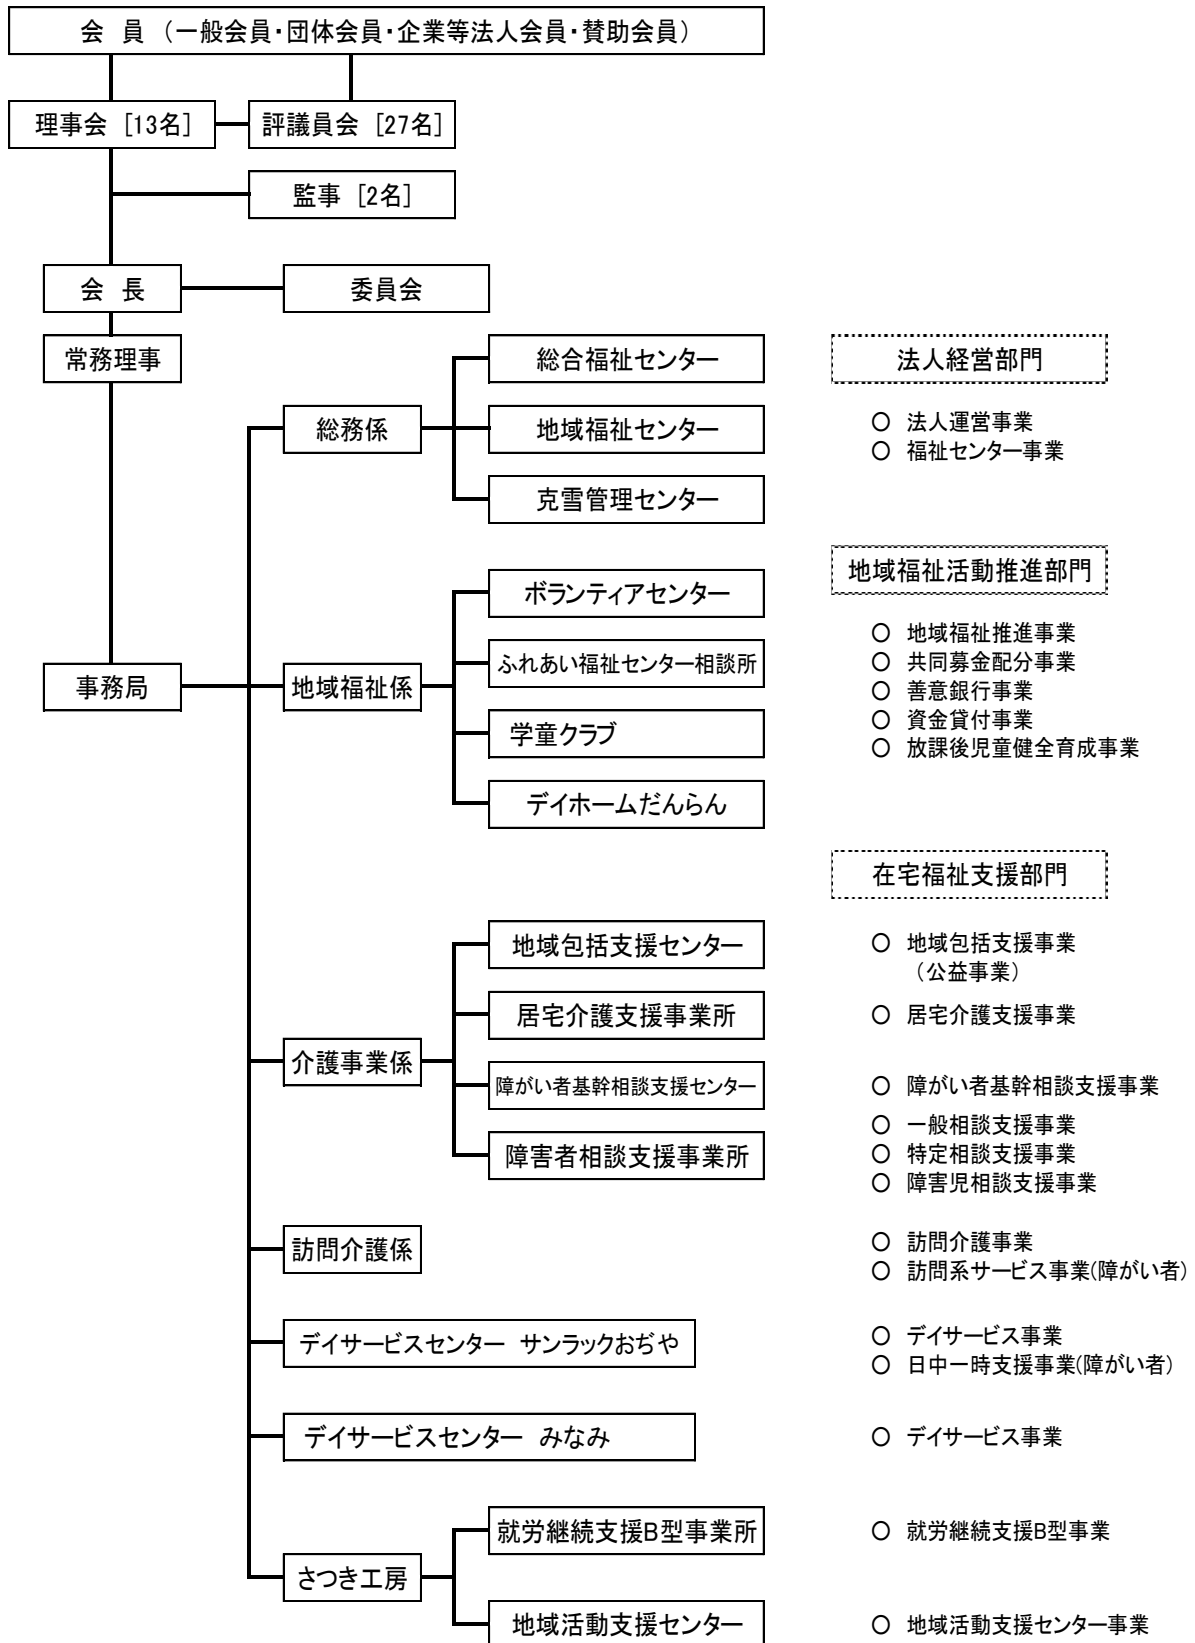 会 員 （一般会員・団体会員・企業等法人会員・賛助会員）
理事会 [13名]
評議員会 [27名]
監事 [2名]
会 長
委員会
常務理事
総合福祉センター
法人経営部門
総務係
地域福祉センター
○ 法人運営事業
○ 福祉センター事業
克雪管理センター
地域福祉活動推進部門
ボランティアセンター
○ 地域福祉推進事業
ふれあい福祉センター相談所
○ 共同募金配分事業
事務局
地域福祉係
○ 善意銀行事業
○ 資金貸付事業
学童クラブ
○ 放課後児童健全育成事業
デイホームだんらん
在宅福祉支援部門
地域包括支援センター
○ 地域包括支援事業
（公益事業）
居宅介護支援事業所
○ 居宅介護支援事業
介護事業係
障がい者基幹相談支援センター
○ 障がい者基幹相談支援事業
○ 一般相談支援事業
障害者相談支援事業所
○ 特定相談支援事業
○ 障害児相談支援事業
訪問介護係
○ 訪問介護事業
○ 訪問系サービス事業(障がい者)
デイサービスセンター サンラックおぢや
○ デイサービス事業
○ 日中一時支援事業(障がい者)
デイサービスセンター みなみ
○ デイサービス事業
就労継続支援B型事業所
○ 就労継続支援B型事業
さつき工房
地域活動支援センター
○ 地域活動支援センター事業